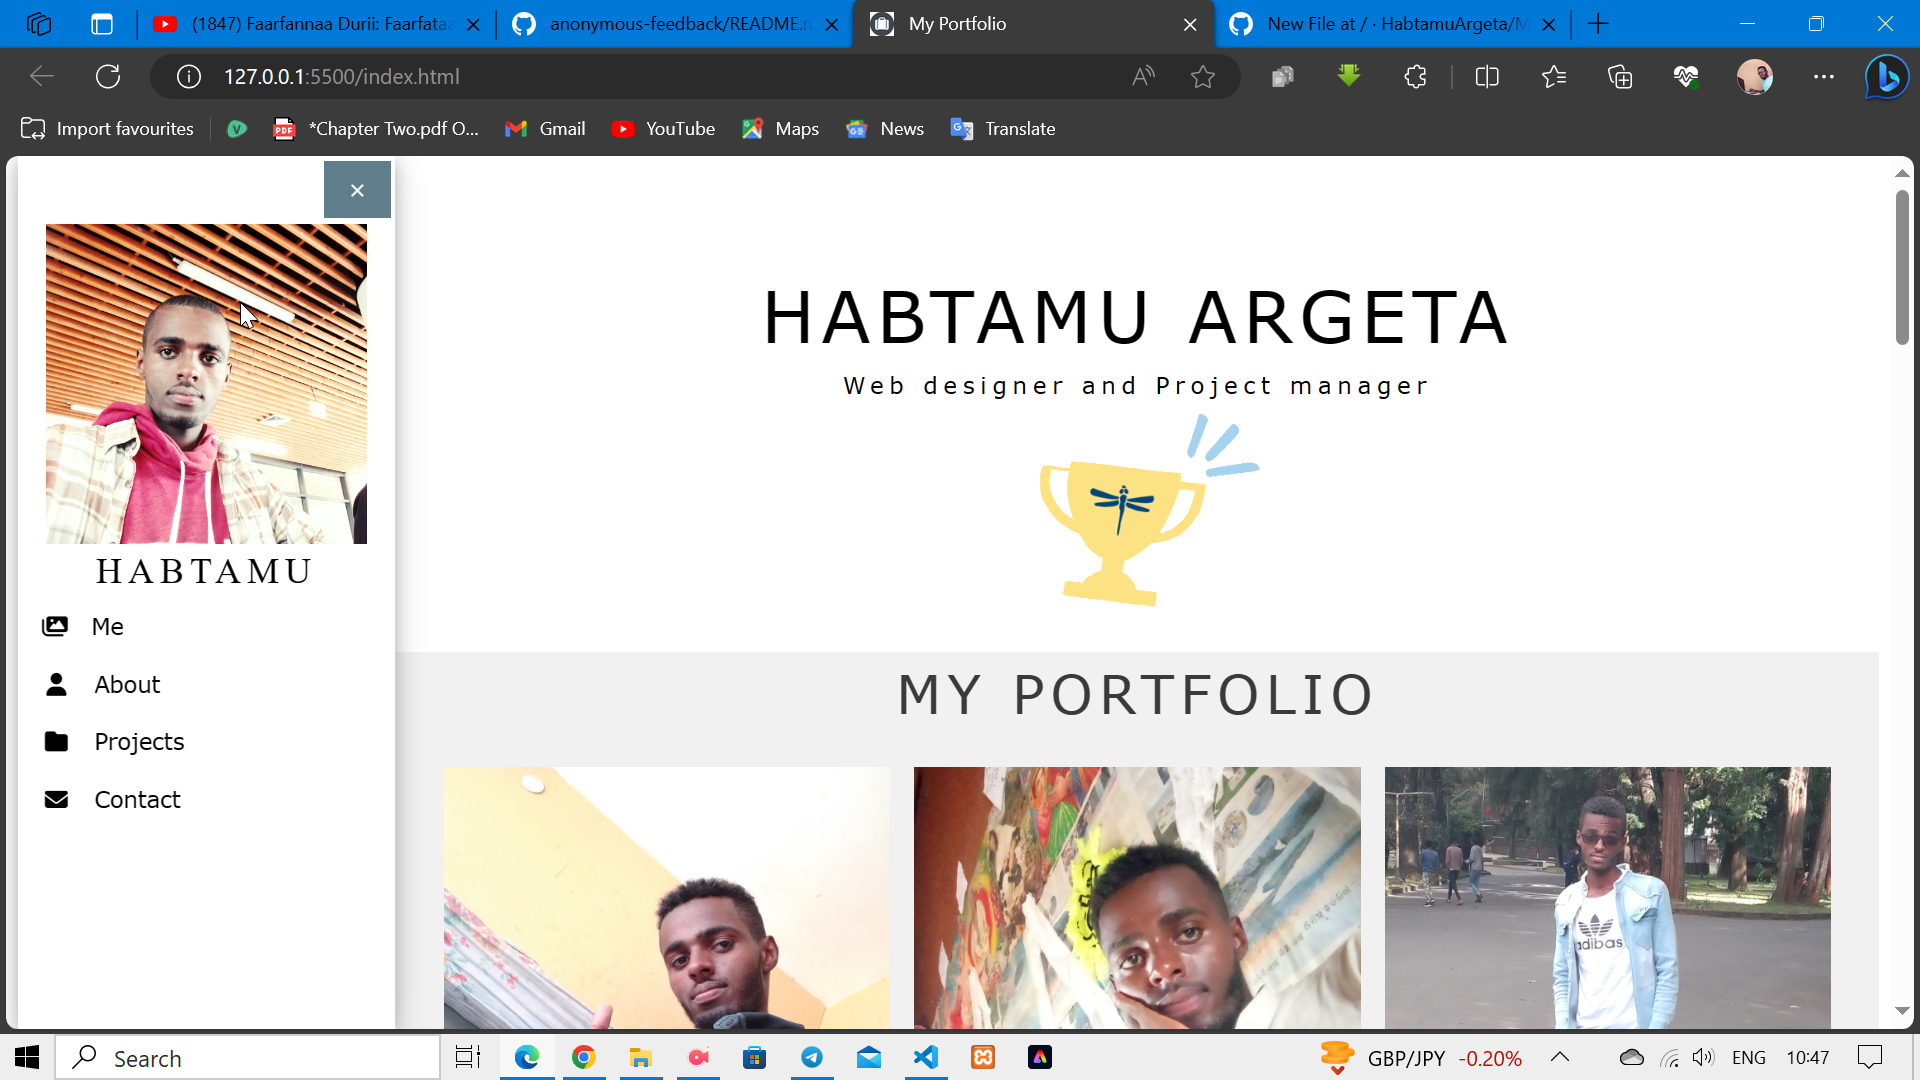 (1847) Faarfannaa Durii: Faarfata
anonymous-feedback/README.m
My Portfolio
New File at / · HabtamuArgeta/M
127.0.0.1:5500/index.html
Import favourites
*Chapter Two.pdf O...
Gmail
YouTube
Maps
News
Translate
HABTAMU
Me
About
Projects
Contact
HABTAMU ARGETA
Web designer and Project manager
MY PORTFOLIO
adibas
Search
GBP/JPY -0.20%
ENG
10:47